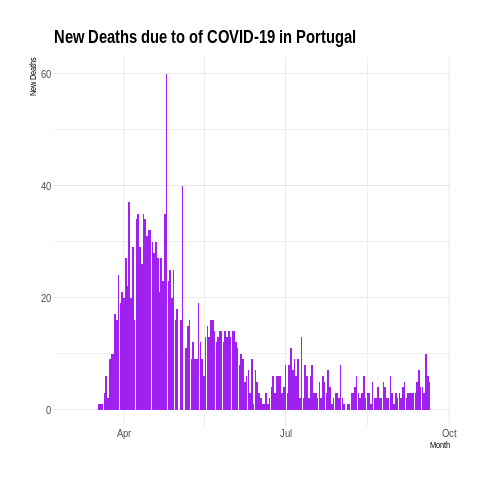 New Deaths due to of COVID-19 in Portugal
New Deaths
60
40
20
0
Apr
Jul
Oct
Month